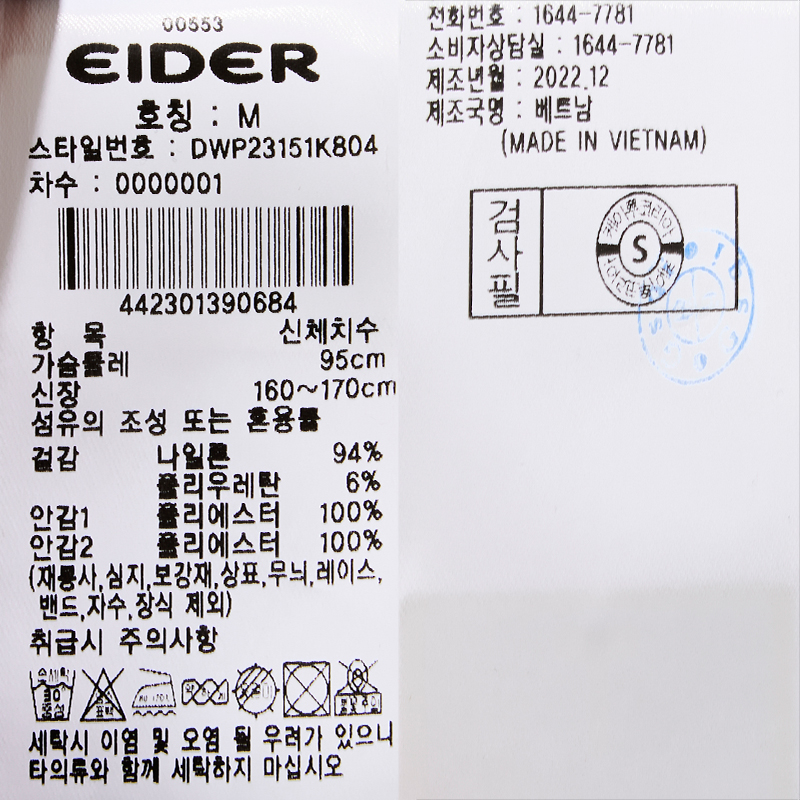 00553
EIDER
호칭 : M
스타일번호 : DWP23151K804
차수 : 0000001
442301390684
항 목 신체치수
가슴둘레 95cm
신장 160~170cm
섬유의 조성 또는 혼용률
겉감 나일론 94%
폴리우레탄 6%
안감1 폴리에스터 100%
안감2 폴리에스터 100%
(재봉사,심지,보강재,상표,무늬,레이스,
밴드,자수,장식 제외)
취급시 주의사항
손세탁
30°
중성
세탁시 이염 및 오염 될 우려가 있으니
타의류와 함께 세탁하지 마십시오
전화번호 : 1644-7781
소비자상담실 : 1644-7781
제조년월 : 2022.12
제조국명 : 베트남
(MADE IN VIETNAM)
검사필
S